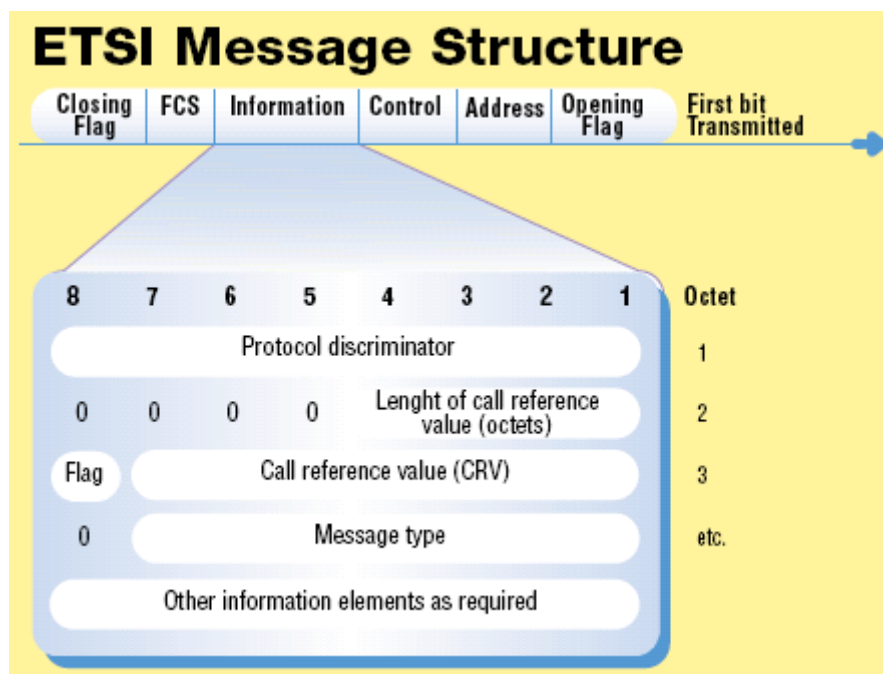 ETSI Message Structure
Closing Flag FCS Information Control Address Opening Flag First bit Transmitted
8 7 6 5 4 3 2 1 Octet
Protocol discriminator 1
0 0 0 0 Lenght of call reference value (octets) 2
Flag Call reference value (CRV) 3
0 Message type etc.
Other information elements as required